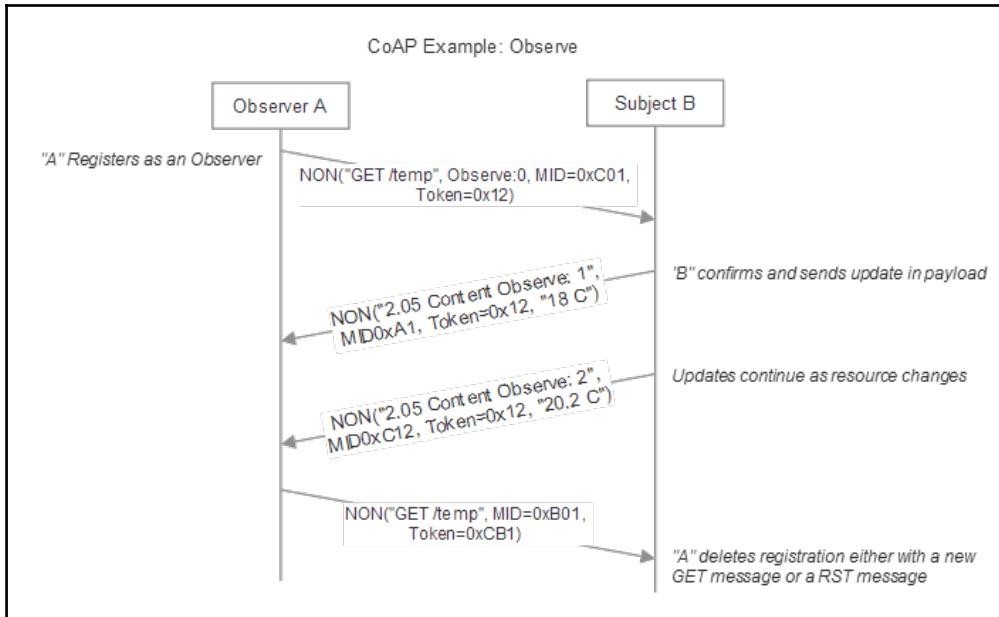 CoAP Example: Observe
Observer A
Subject B
"A" Registers as an Observer
NON("GET /temp", Observe:0, MID=0xC01,
Token=0x12)
'B" confirms and sends update in payload
NON("2.05 Content Observe: 1",
MID0xA1, Token=0x12, "18 C")
Updates continue as resource changes
NON("2.05 Content Observe: 2",
MID0xC12, Token=0x12, "20.2 C")
NON("GET /temp", MID=0xB01,
Token=0xCB1)
"A" deletes registration either with a new
GET message or a RST message